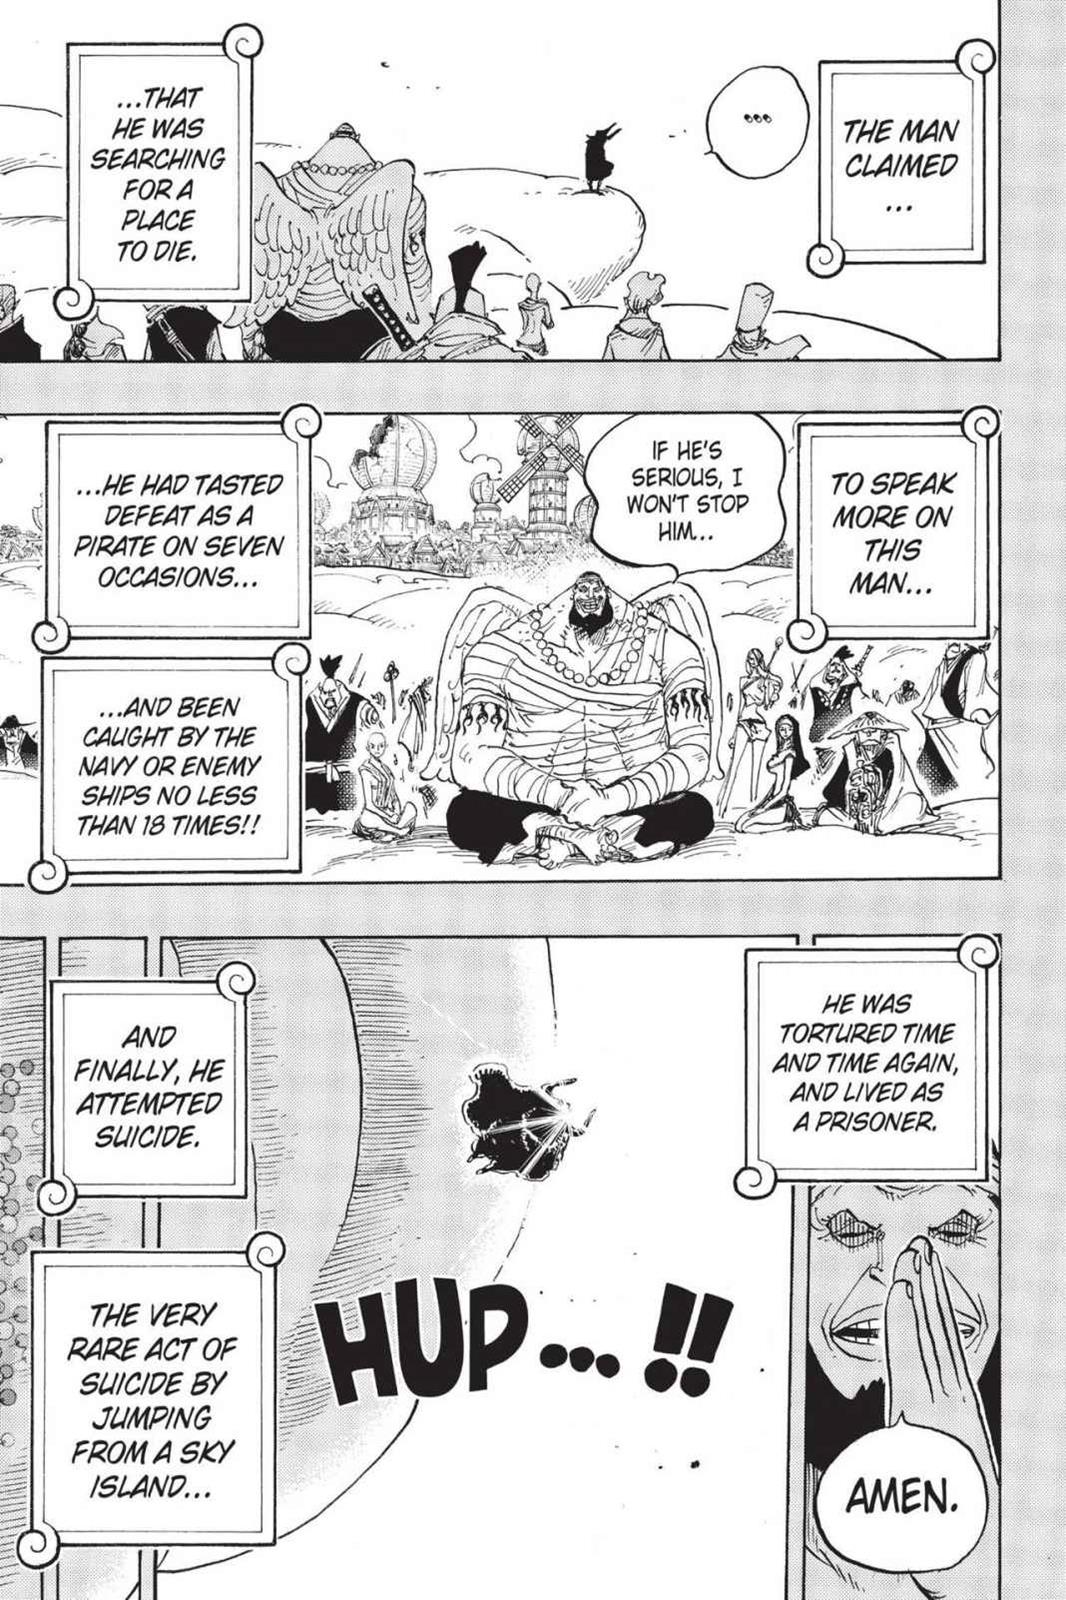 THE MAN
CLAIMED
...
...
...THAT
HE WAS
SEARCHING
FOR A
PLACE
TO DIE.
TO SPEAK
MORE ON
THIS
MAN...
IF HE'S
SERIOUS, I
WON'T STOP
HIM...
...HE HAD TASTED
DEFEAT AS A
PIRATE ON SEVEN
OCCASIONS...
...AND BEEN
CAUGHT BY THE
NAVY OR ENEMY
SHIPS NO LESS
THAN 18 TIMES!!
HE WAS
TORTURED TIME
AND TIME AGAIN,
AND LIVED AS
A PRISONER.
AMEN.
HUP...!!
AND
FINALLY, HE
ATTEMPTED
SUICIDE.
THE VERY
RARE ACT OF
SUICIDE BY
JUMPING
FROM A SKY
ISLAND...